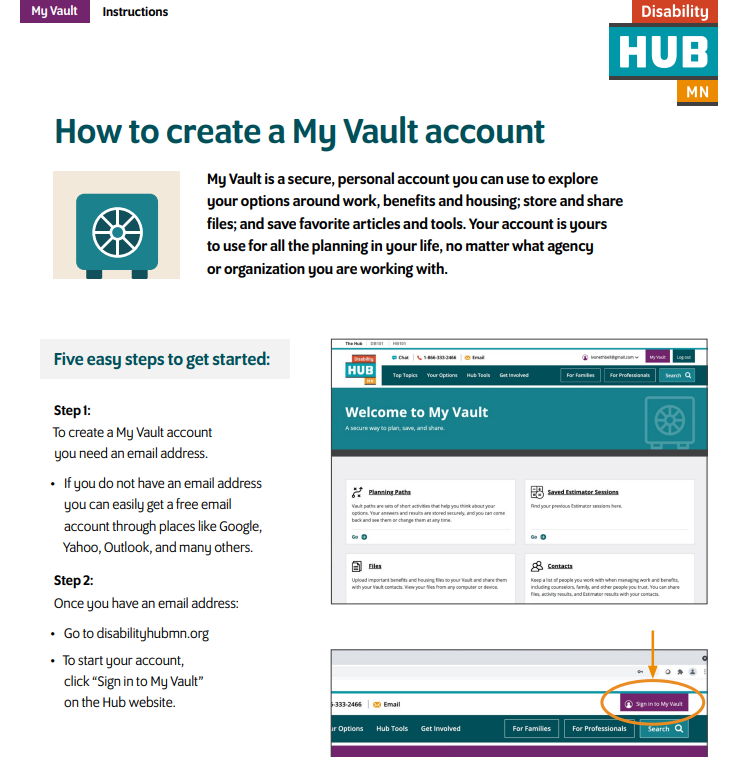 My Vault Instructions
Disability
HUB
MN
How to create a My Vault account
My Vault is a secure, personal account you can use to explore
your options around work, benefits and housing; store and share
files; and save favorite articles and tools. Your account is yours
to use for all the planning in your life, no matter what agency
or organization you are working with.
Five easy steps to get started:
Step 1:
To create a My Vault account
you need an email address.
• If you do not have an email address
you can easily get a free email
account through places like Google,
Yahoo, Outlook, and many others.
Step 2:
Once you have an email address:
• Go to disabilityhubmn.org
• To start your account,
click “Sign in to My Vault”
on the Hub website.
The Hub DB101 HB101
Disability
HUB
MN
Chat 1-866-333-2466 Email
My Vault Log out
Top Topics Your Options Hub Tools Get Involved For Families For Professionals Search
Welcome to My Vault
A secure way to plan, save, and share.
Planning Paths
Vault paths are sets of short activities that help you think about your
options. Your answers and results are stored securely, and you can come
back and see them or change them at any time.
Go
Saved Estimator Sessions
Find your previous Estimator sessions here.
Go
Files
Upload important benefits and housing files to your Vault and share them
with your Vault contacts. View your files from any computer or device.
Contacts
Keep a list of people you work with when managing work and benefits,
including counselors, family, and other people you trust. You can share
files, activity results, and Estimator results with your contacts.
-333-2466 Email Sign in to My Vault
ur Options Hub Tools Get Involved For Families For Professionals Search